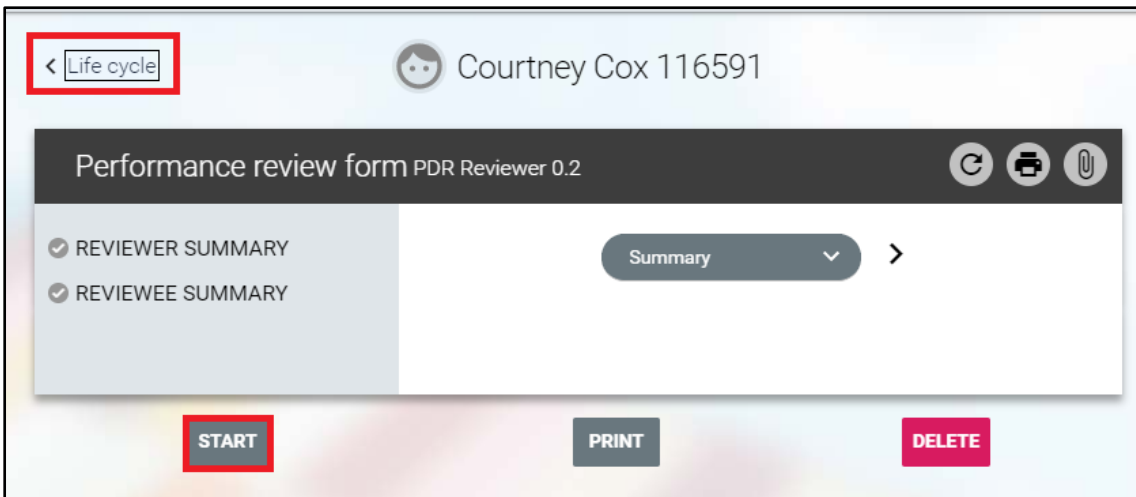 Life cycle
Courtney Cox 116591
Performance review form PDR Reviewer 0.2
REVIEWER SUMMARY
REVIEWEE SUMMARY
Summary
START
PRINT
DELETE